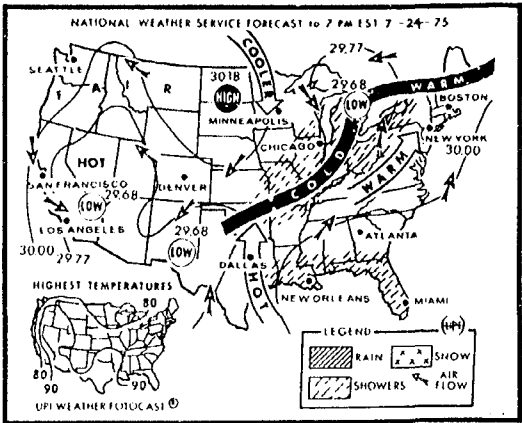 NATIONAL WEATHER SERVICE FORECAST to 7 PM EST 7 -24- 75
29.77
SEATTLE
COOLER
30.18
HIGH
29.68
LOW
WARM
F A I R
MINNEAPOLIS
BOSTON
NEW YORK
30.00
CHICAGO
HOT
COLD
WARM
SAN FRANCISCO
DENVER
LOW
29.68
LOS ANGELES
29.68
LOW
ATLANTA
30.00
29.77
DALLAS
HOT
NEW ORLEANS
MIAMI
HIGHEST TEMPERATURES
80
80
90
90
UPI WEATHER FOTOCAST ®
LEGEND
UPI
RAIN
SNOW
SHOWERS
AIR
FLOW